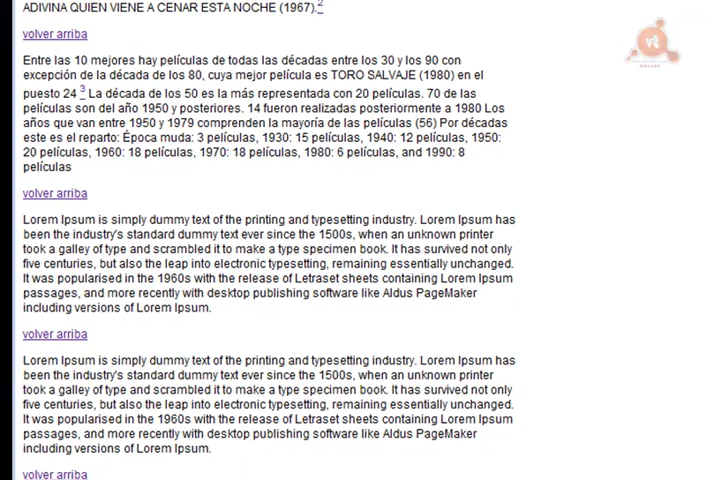 ADIVINA QUIEN VIENE A CENAR ESTA NOCHE (1967).2
volver arriba
Entre las 10 mejores hay películas de todas las décadas entre los 30 y los 90 con
excepción de la década de los 80, cuya mejor película es TORO SALVAJE (1980) en el
puesto 24 3 La década de los 50 es la más representada con 20 películas. 70 de las
películas son del año 1950 y posteriores. 14 fueron realizadas posteriormente a 1980 Los
años que van entre 1950 y 1979 comprenden la mayoría de las películas (56) Por décadas
este es el reparto: Época muda: 3 películas, 1930: 15 películas, 1940: 12 películas, 1950:
20 películas, 1960: 18 películas, 1970: 18 películas, 1980: 6 películas, and 1990: 8
películas
volver arriba
Lorem Ipsum is simply dummy text of the printing and typesetting industry. Lorem Ipsum has
been the industry's standard dummy text ever since the 1500s, when an unknown printer
took a galley of type and scrambled it to make a type specimen book. It has survived not only
five centuries, but also the leap into electronic typesetting, remaining essentially unchanged.
It was popularised in the 1960s with the release of Letraset sheets containing Lorem Ipsum
passages, and more recently with desktop publishing software like Aldus PageMaker
including versions of Lorem Ipsum.
volver arriba
Lorem Ipsum is simply dummy text of the printing and typesetting industry. Lorem Ipsum has
been the industry's standard dummy text ever since the 1500s, when an unknown printer
took a galley of type and scrambled it to make a type specimen book. It has survived not only
five centuries, but also the leap into electronic typesetting, remaining essentially unchanged.
It was popularised in the 1960s with the release of Letraset sheets containing Lorem Ipsum
passages, and more recently with desktop publishing software like Aldus PageMaker
including versions of Lorem Ipsum.
volver arriba
vt
ONLINE